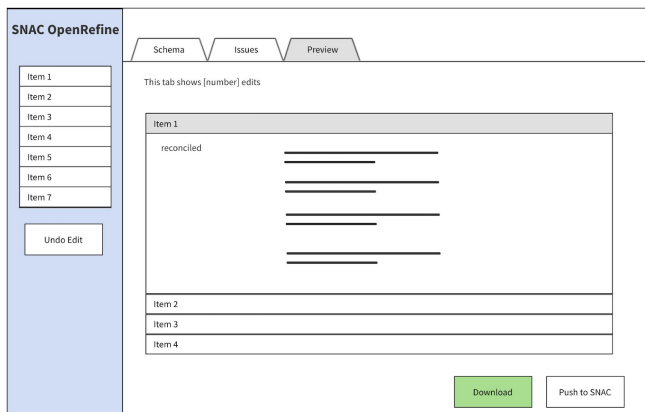 SNAC OpenRefine
Item 1
Item 2
Item 3
Item 4
Item 5
Item 6
Item 7
Undo Edit
Schema
Issues
Preview
This tab shows [number] edits
Item 1
reconciled
Item 2
Item 3
Item 4
Download
Push to SNAC